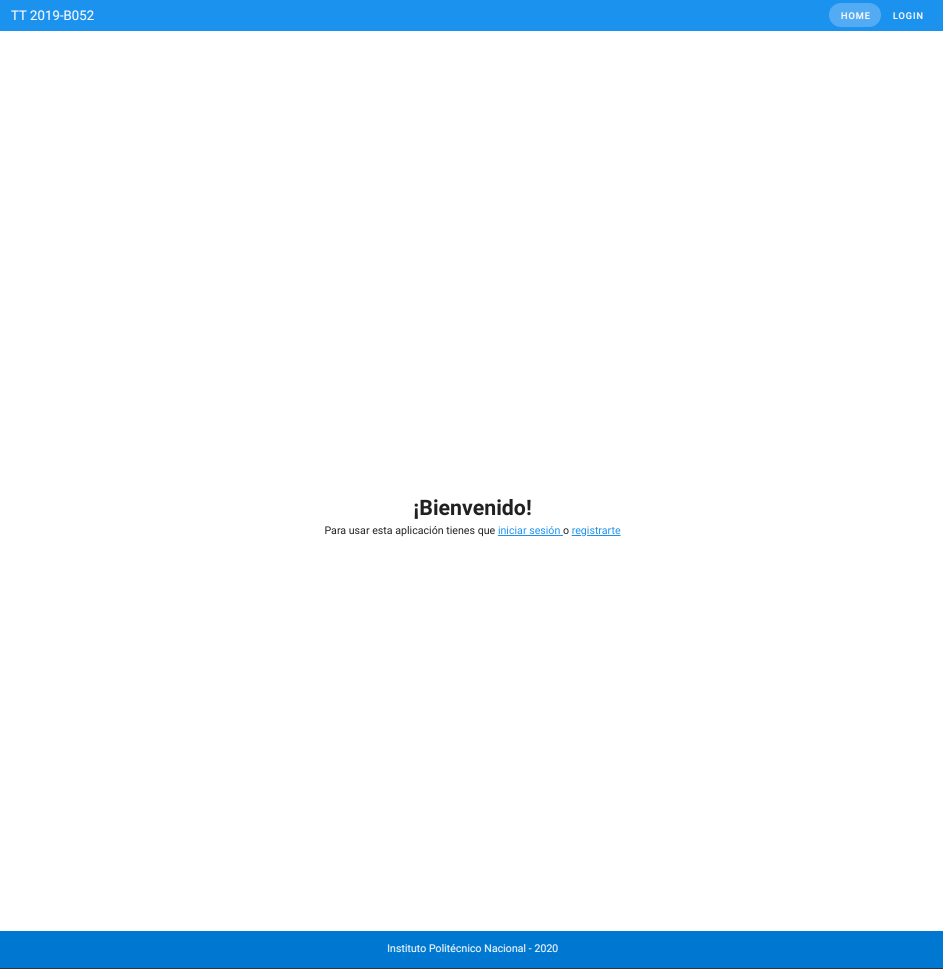 TT 2019-B052
HOME
LOGIN
¡Bienvenido!
Para usar esta aplicación tienes que iniciar sesión o registrarte
Instituto Politécnico Nacional - 2020